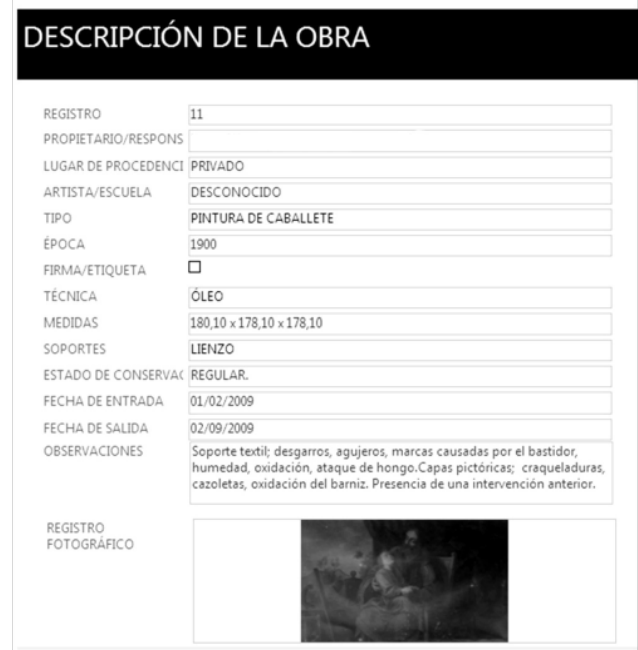 DESCRIPCIÓN DE LA OBRA
REGISTRO 11
PROPIETARIO/RESPONS
LUGAR DE PROCEDENCI PRIVADO
ARTISTA/ESCUELA DESCONOCIDO
TIPO PINTURA DE CABALLETE
ÉPOCA 1900
FIRMA/ETIQUETA
TÉCNICA ÓLEO
MEDIDAS 180,10 x 178,10 x 178,10
SOPORTES LIENZO
ESTADO DE CONSERVAC REGULAR.
FECHA DE ENTRADA 01/02/2009
FECHA DE SALIDA 02/09/2009
OBSERVACIONES Soporte textil; desgarros, agujeros, marcas causadas por el bastidor,
humedad, oxidación, ataque de hongo.Capas pictóricas; craqueladuras,
cazoletas, oxidación del barniz. Presencia de una intervención anterior.
REGISTRO
FOTOGRÁFICO